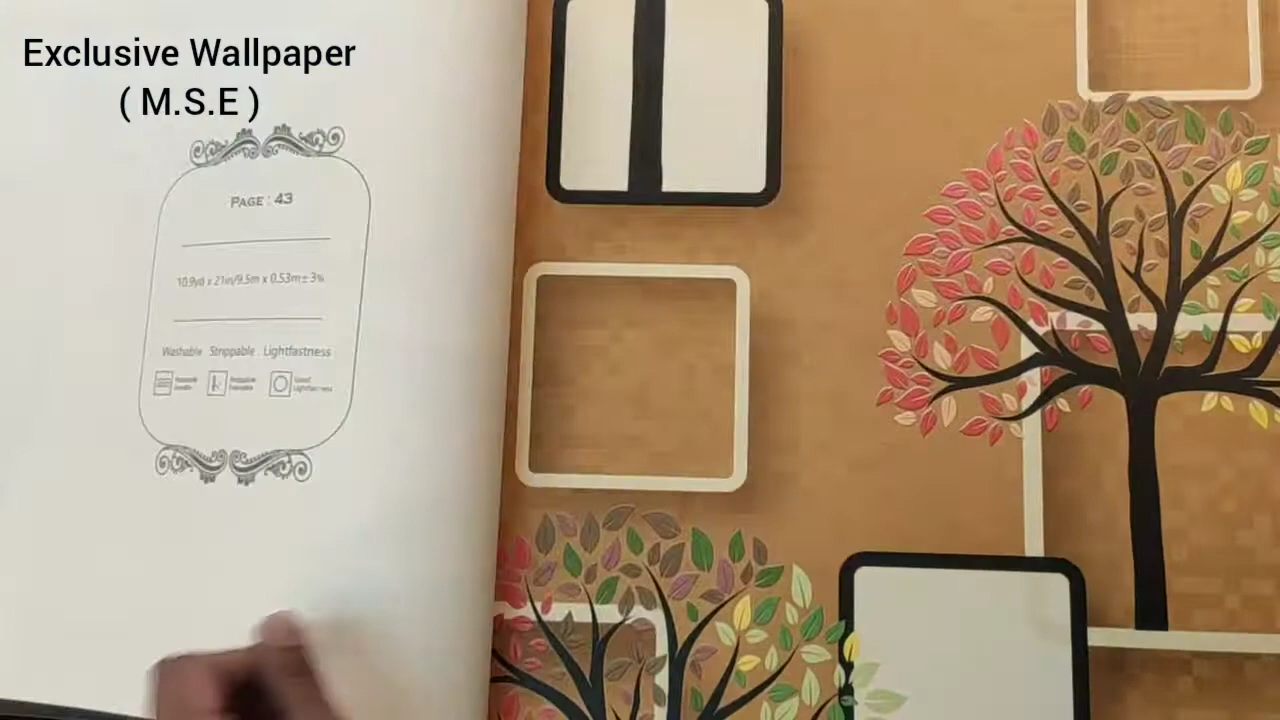 Exclusive Wallpaper
( M.S.E )
PAGE : 43
10.9yd x 21in/9.5m x 0.53m±3%
Washable Strippable Lightfastness